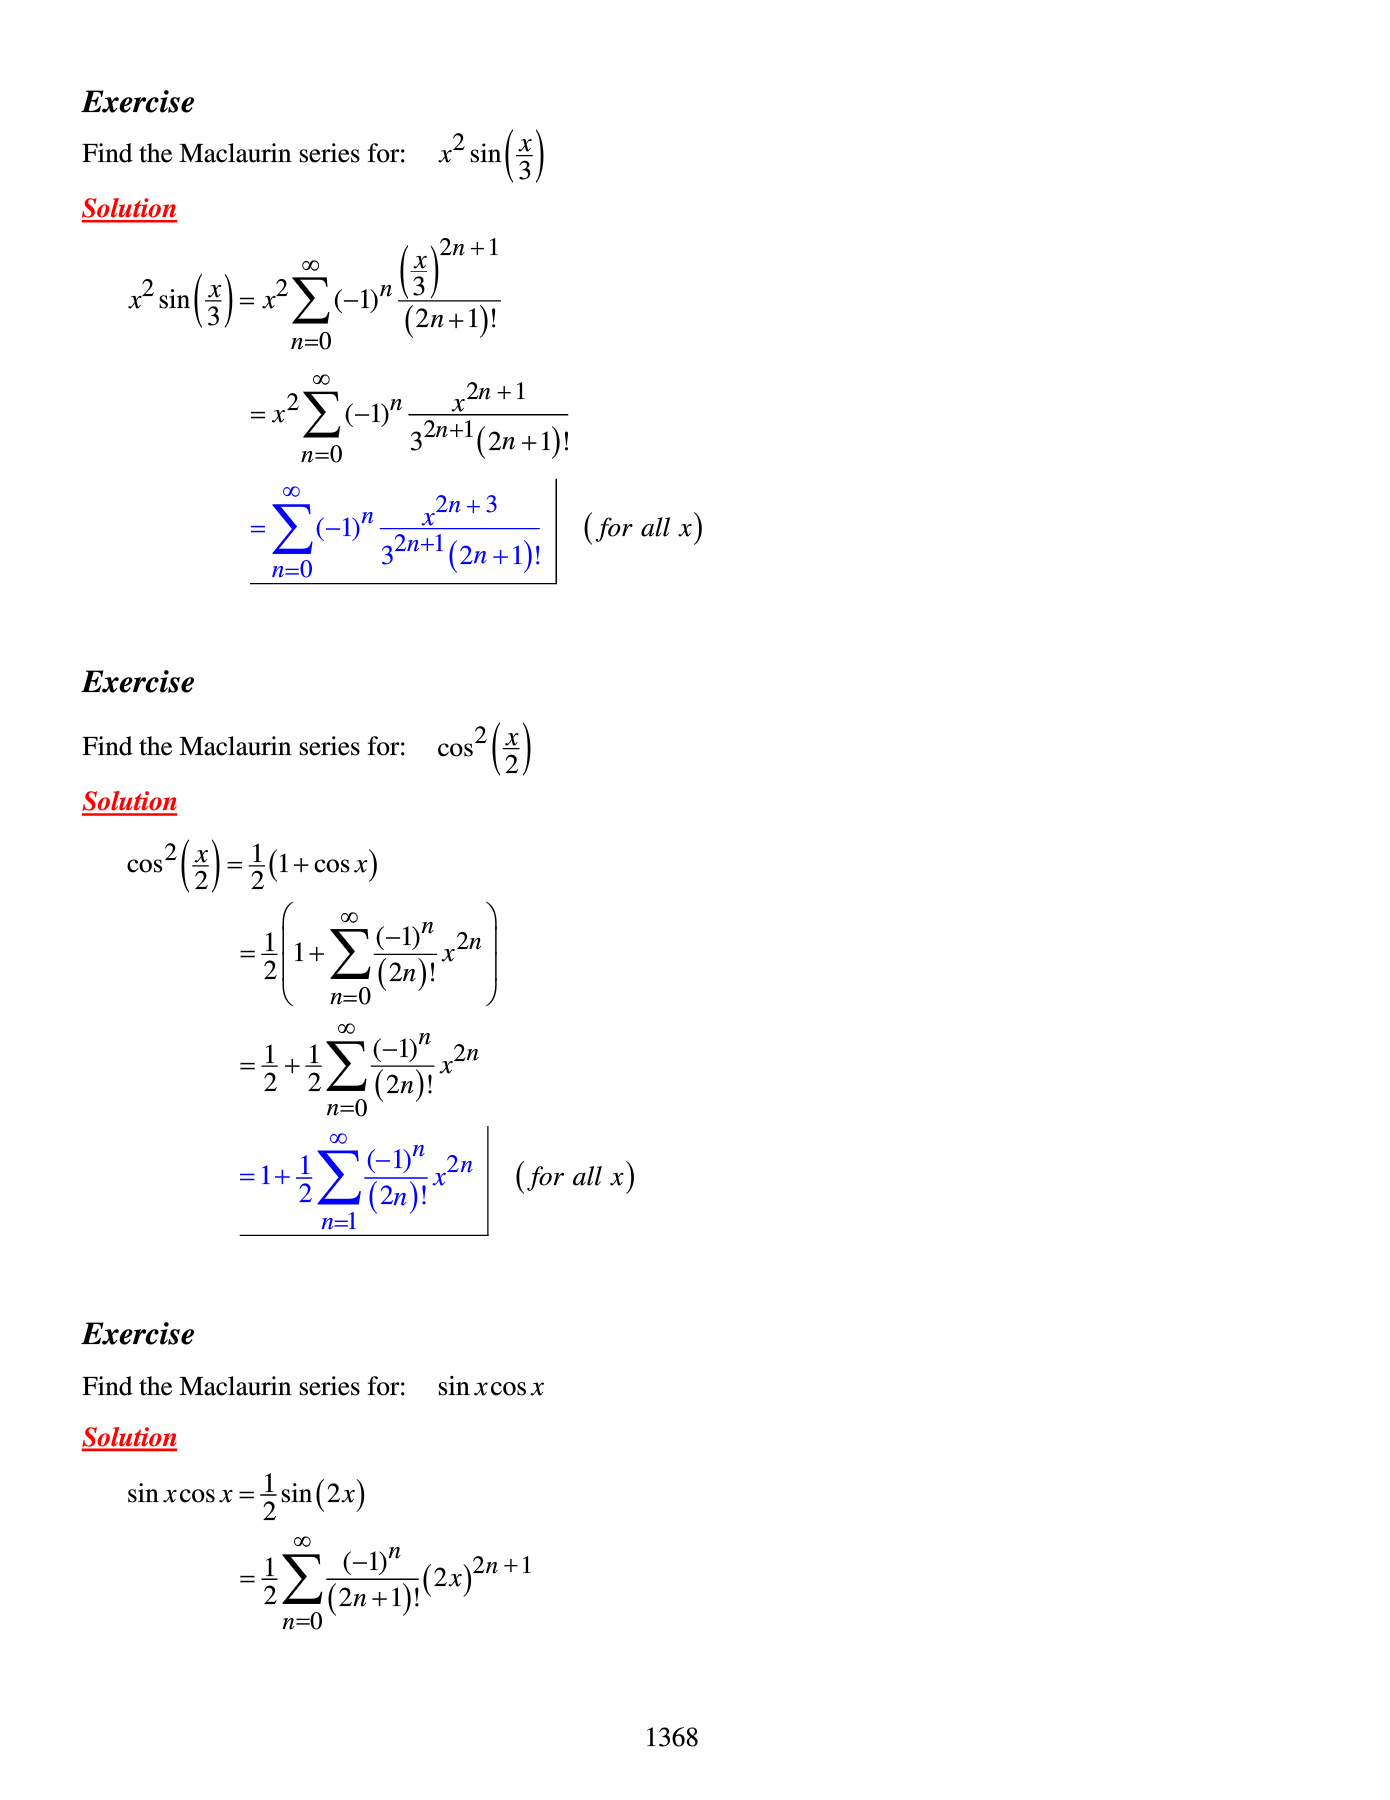 Exercise
Find the Maclaurin series for: $x^2 \sin\left(\frac{x}{3}\right)$
Solution
$x^2 \sin\left(\frac{x}{3}\right) = x^2 \sum_{n=0}^{\infty} (-1)^n \frac{\left(\frac{x}{3}\right)^{2n+1}}{(2n+1)!}$
$= x^2 \sum_{n=0}^{\infty} (-1)^n \frac{x^{2n+1}}{3^{2n+1}(2n+1)!}$
$= \sum_{n=0}^{\infty} (-1)^n \frac{x^{2n+3}}{3^{2n+1}(2n+1)!}$ (for all x)
Exercise
Find the Maclaurin series for: $\cos^2\left(\frac{x}{2}\right)$
Solution
$\cos^2\left(\frac{x}{2}\right) = \frac{1}{2}(1 + \cos x)$
$= \frac{1}{2}\left(1 + \sum_{n=0}^{\infty} \frac{(-1)^n}{(2n)!} x^{2n}\right)$
$= \frac{1}{2} + \frac{1}{2} \sum_{n=0}^{\infty} \frac{(-1)^n}{(2n)!} x^{2n}$
$= 1 + \frac{1}{2} \sum_{n=1}^{\infty} \frac{(-1)^n}{(2n)!} x^{2n}$ (for all x)
Exercise
Find the Maclaurin series for: $\sin x \cos x$
Solution
$\sin x \cos x = \frac{1}{2} \sin(2x)$
$= \frac{1}{2} \sum_{n=0}^{\infty} \frac{(-1)^n}{(2n+1)!} (2x)^{2n+1}$
1368